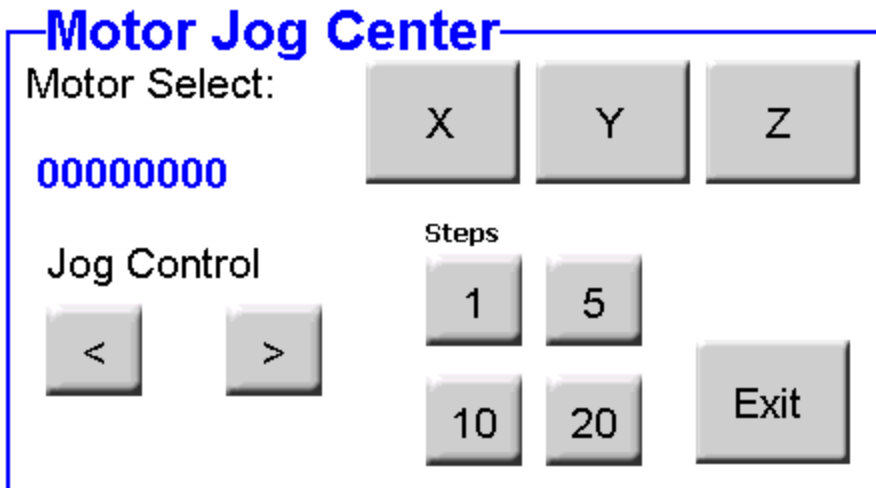 Motor Jog Center
Motor Select:
X Y Z
00000000
Steps
Jog Control
1 5
< >
10 20
Exit